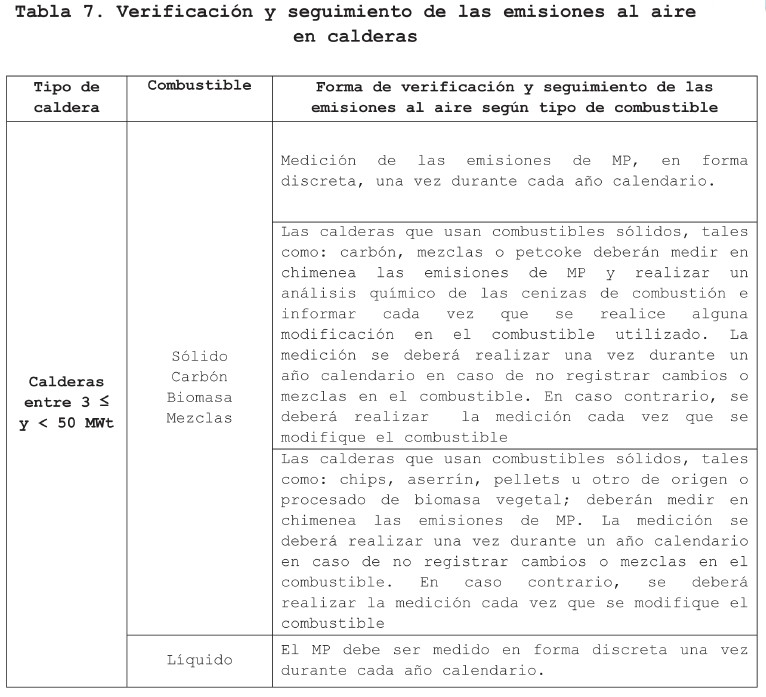 Tabla 7. Verificación y seguimiento de las emisiones al aire
en calderas
Tipo de
caldera
Combustible
Forma de verificación y seguimiento de las
emisiones al aire según tipo de combustible
Calderas
entre 3 ≤
y < 50 MWt
Sólido
Carbón
Biomasa
Mezclas
Medición de las emisiones de MP, en forma
discreta, una vez durante cada año calendario.
Las calderas que usan combustibles sólidos, tales
como: carbón, mezclas o petcoke deberán medir en
chimenea las emisiones de MP y realizar un
análisis químico de las cenizas de combustión e
informar cada vez que se realice alguna
modificación en el combustible utilizado. La
medición se deberá realizar una vez durante un
año calendario en caso de no registrar cambios o
mezclas en el combustible. En caso contrario, se
deberá realizar la medición cada vez que se
modifique el combustible
Las calderas que usan combustibles sólidos, tales
como: chips, aserrín, pellets u otro de origen o
procesado de biomasa vegetal; deberán medir en
chimenea las emisiones de MP. La medición se
deberá realizar una vez durante un año calendario
en caso de no registrar cambios o mezclas en el
combustible. En caso contrario, se deberá
realizar la medición cada vez que se modifique el
combustible
Líquido
El MP debe ser medido en forma discreta una vez
durante cada año calendario.